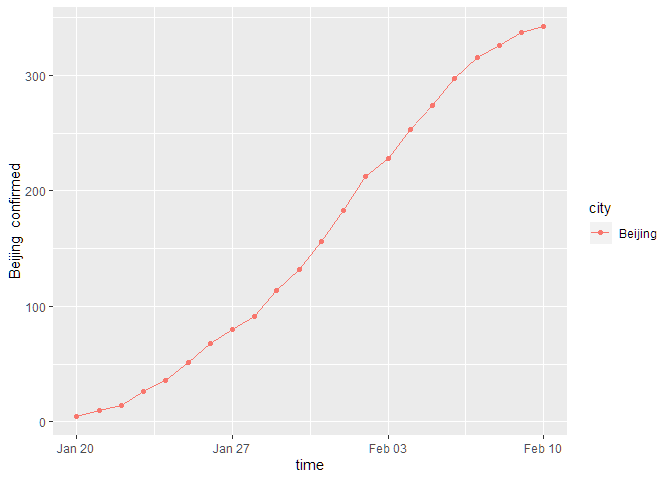 300
200
100
0
Beijing confirmed
Jan 20
Jan 27
Feb 03
Feb 10
time
city
Beijing